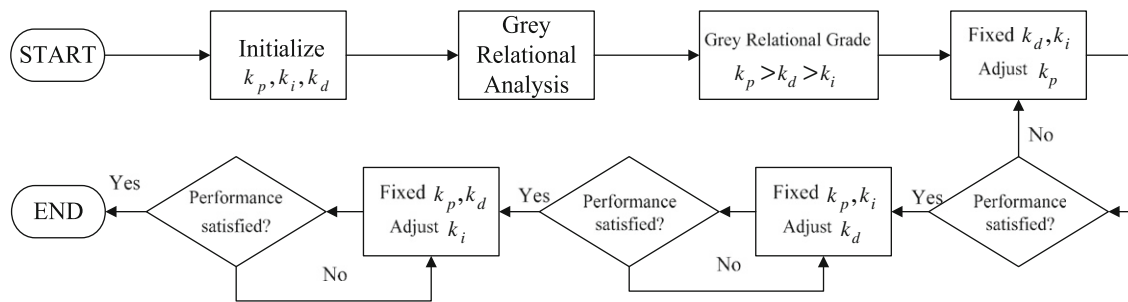 START
Initialize
k_p, k_i, k_d
Grey
Relational
Analysis
Grey Relational Grade
k_p > k_d > k_i
Fixed k_d, k_i
Adjust k_p
No
END
Yes
Performance
satisfied?
No
Fixed k_p, k_d
Adjust k_i
Yes
Performance
satisfied?
No
Fixed k_p, k_i
Adjust k_d
Yes
Performance
satisfied?